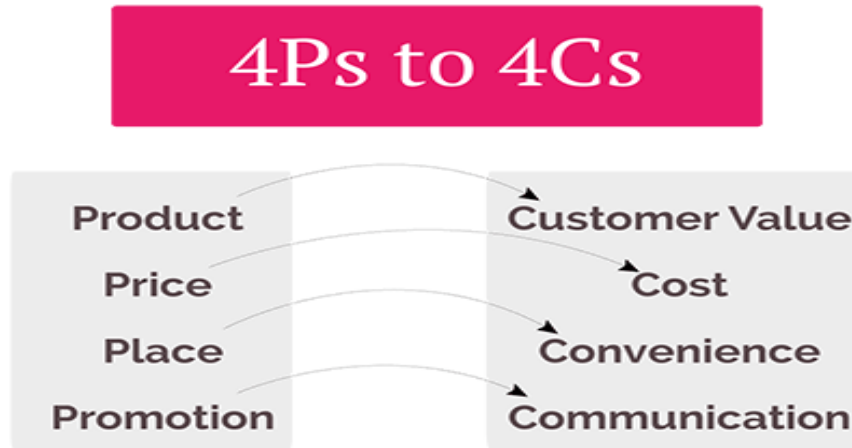 4Ps to 4Cs
Product
Price
Place
Promotion
Customer Value
Cost
Convenience
Communication